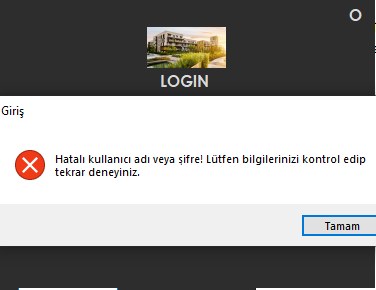 O
LOGIN
Giriş
Hatalı kullanıcı adı veya şifre! Lütfen bilgilerinizi kontrol edip
tekrar deneyiniz.
Tamam